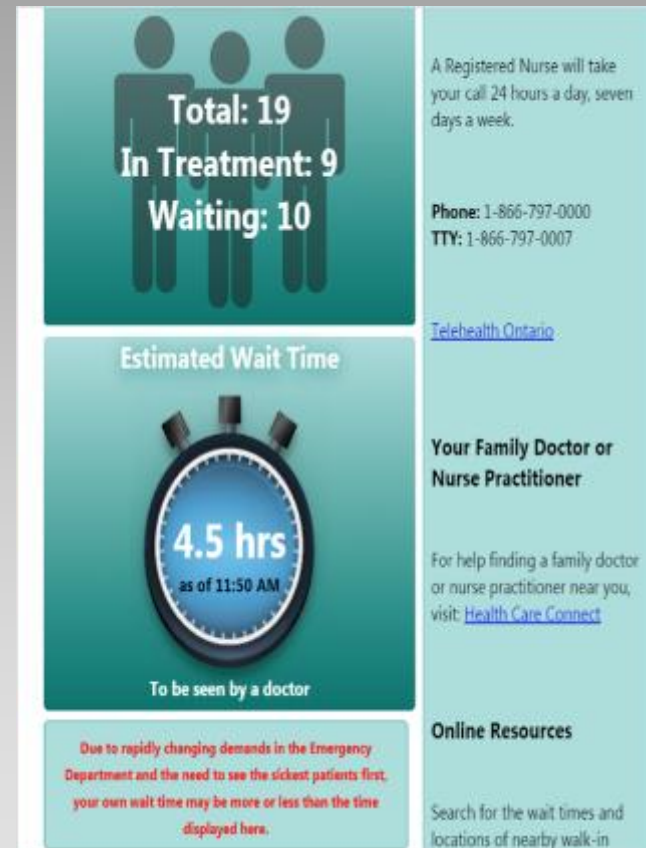 Total: 19
In Treatment: 9
Waiting: 10
Estimated Wait Time
4.5 hrs
as of 11:50 AM
To be seen by a doctor
Due to rapidly changing demands in the Emergency
Department and the need to see the sickest patients first,
your own wait time may be more or less than the time
displayed here.
A Registered Nurse will take
your call 24 hours a day, seven
days a week.
Phone: 1-866-797-0000
TTY: 1-866-797-0007
Telehealth Ontario
Your Family Doctor or
Nurse Practitioner
For help finding a family doctor
or nurse practitioner near you,
visit: Health Care Connect
Online Resources
Search for the wait times and
locations of nearby walk-in